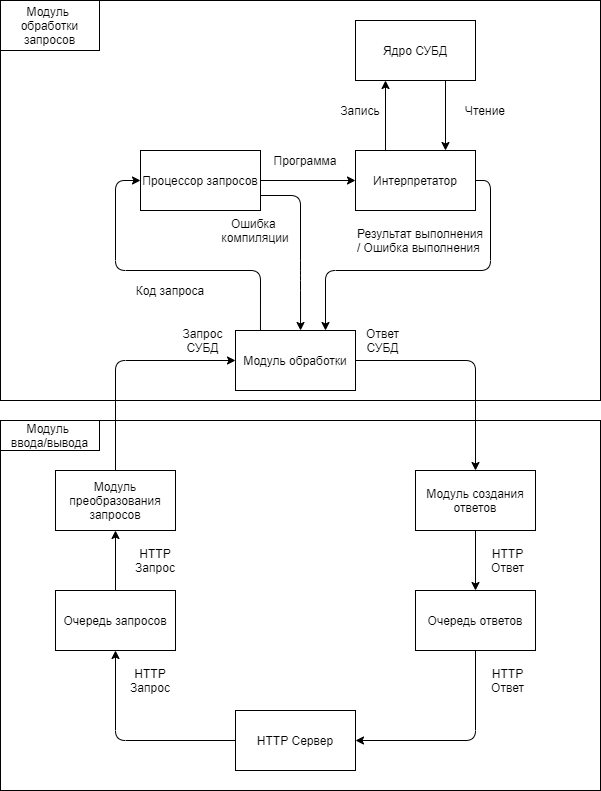 Модуль
обработки
запросов
Ядро СУБД
Запись
Чтение
Процессор запросов
Программа
Интерпретатор
Ошибка
компиляции
Результат выполнения
/ Ошибка выполнения
Код запроса
Запрос
СУБД
Модуль обработки
Ответ
СУБД
Модуль
ввода/вывода
Модуль
преобразования
запросов
Модуль создания
ответов
HTTP
Запрос
HTTP
Ответ
Очередь запросов
Очередь ответов
HTTP
Запрос
HTTP
Ответ
HTTP Сервер